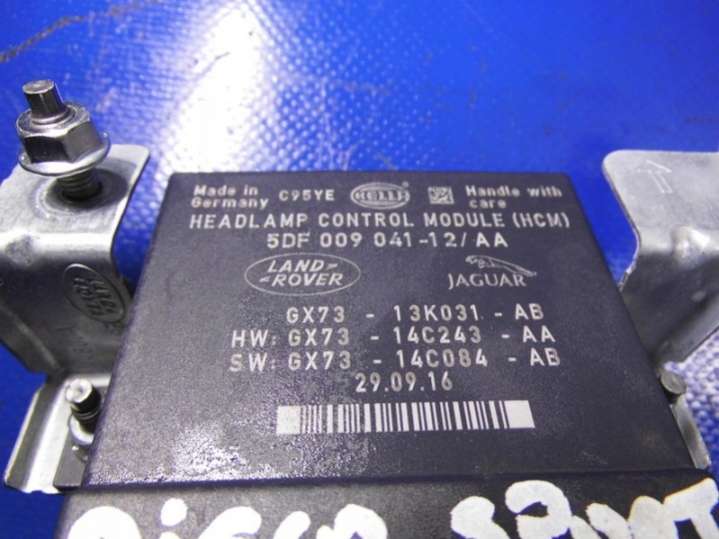 Made in C95YE HELLA Handle with
Germany care
HEADLAMP CONTROL MODULE (HCM)
5DF 009 041-12/AA
LAND ROVER JAGUAR
GX73 - 13K031 - AB
HW: GX73 - 14C243 - AA
SW: GX73 - 14C084 - AB
29.09.16